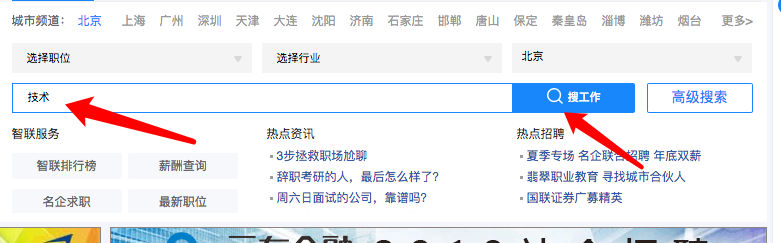 城市频道： 北京 上海 广州 深圳 天津 大连 沈阳 济南 石家庄 邯郸 唐山 保定 秦皇岛 淄博 潍坊 烟台 更多>
选择职位 选择行业 北京
技术 搜工作 高级搜索
智联服务 热点资讯 热点招聘
智联排行榜 薪酬查询 3步拯救职场尬聊 夏季专场 名企联合招聘 年底双薪
辞职考研的人，最后怎么样了? 翡翠职业教育 寻找城市合伙人
名企求职 最新职位 周六日面试的公司，靠谱吗? 国联证券广募精英